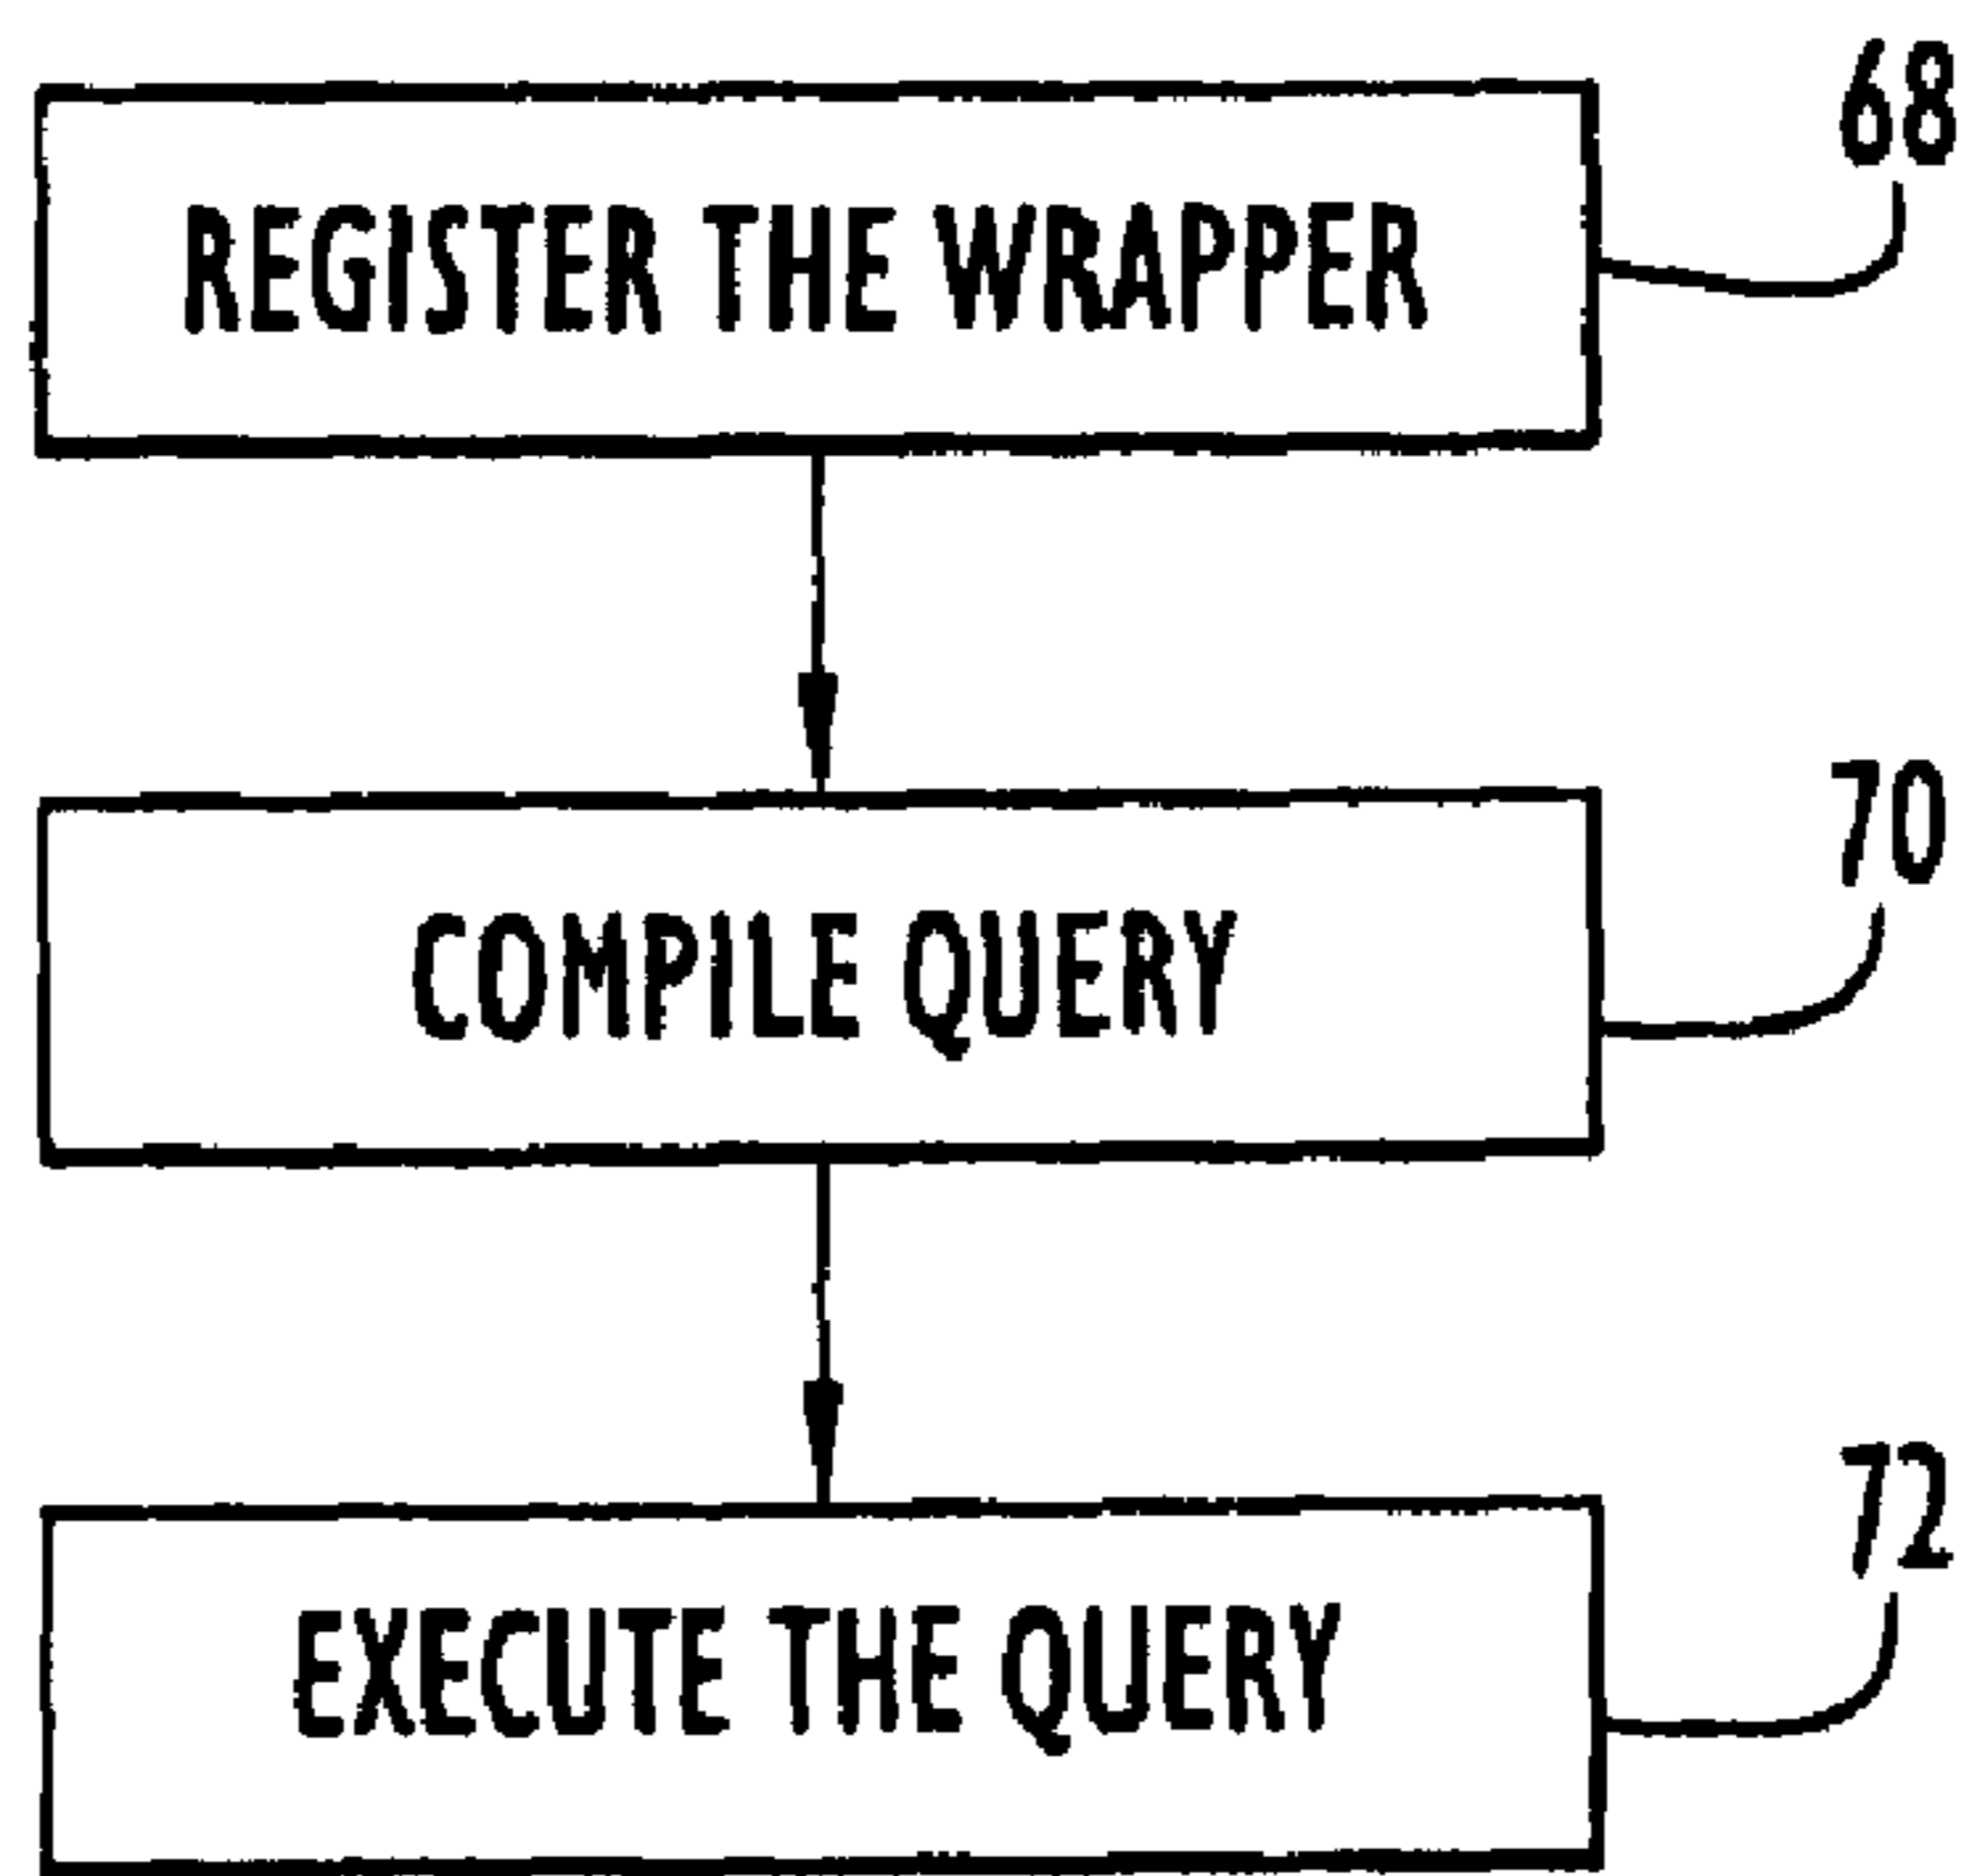 68
REGISTER THE WRAPPER
70
COMPILE QUERY
72
EXECUTE THE QUERY